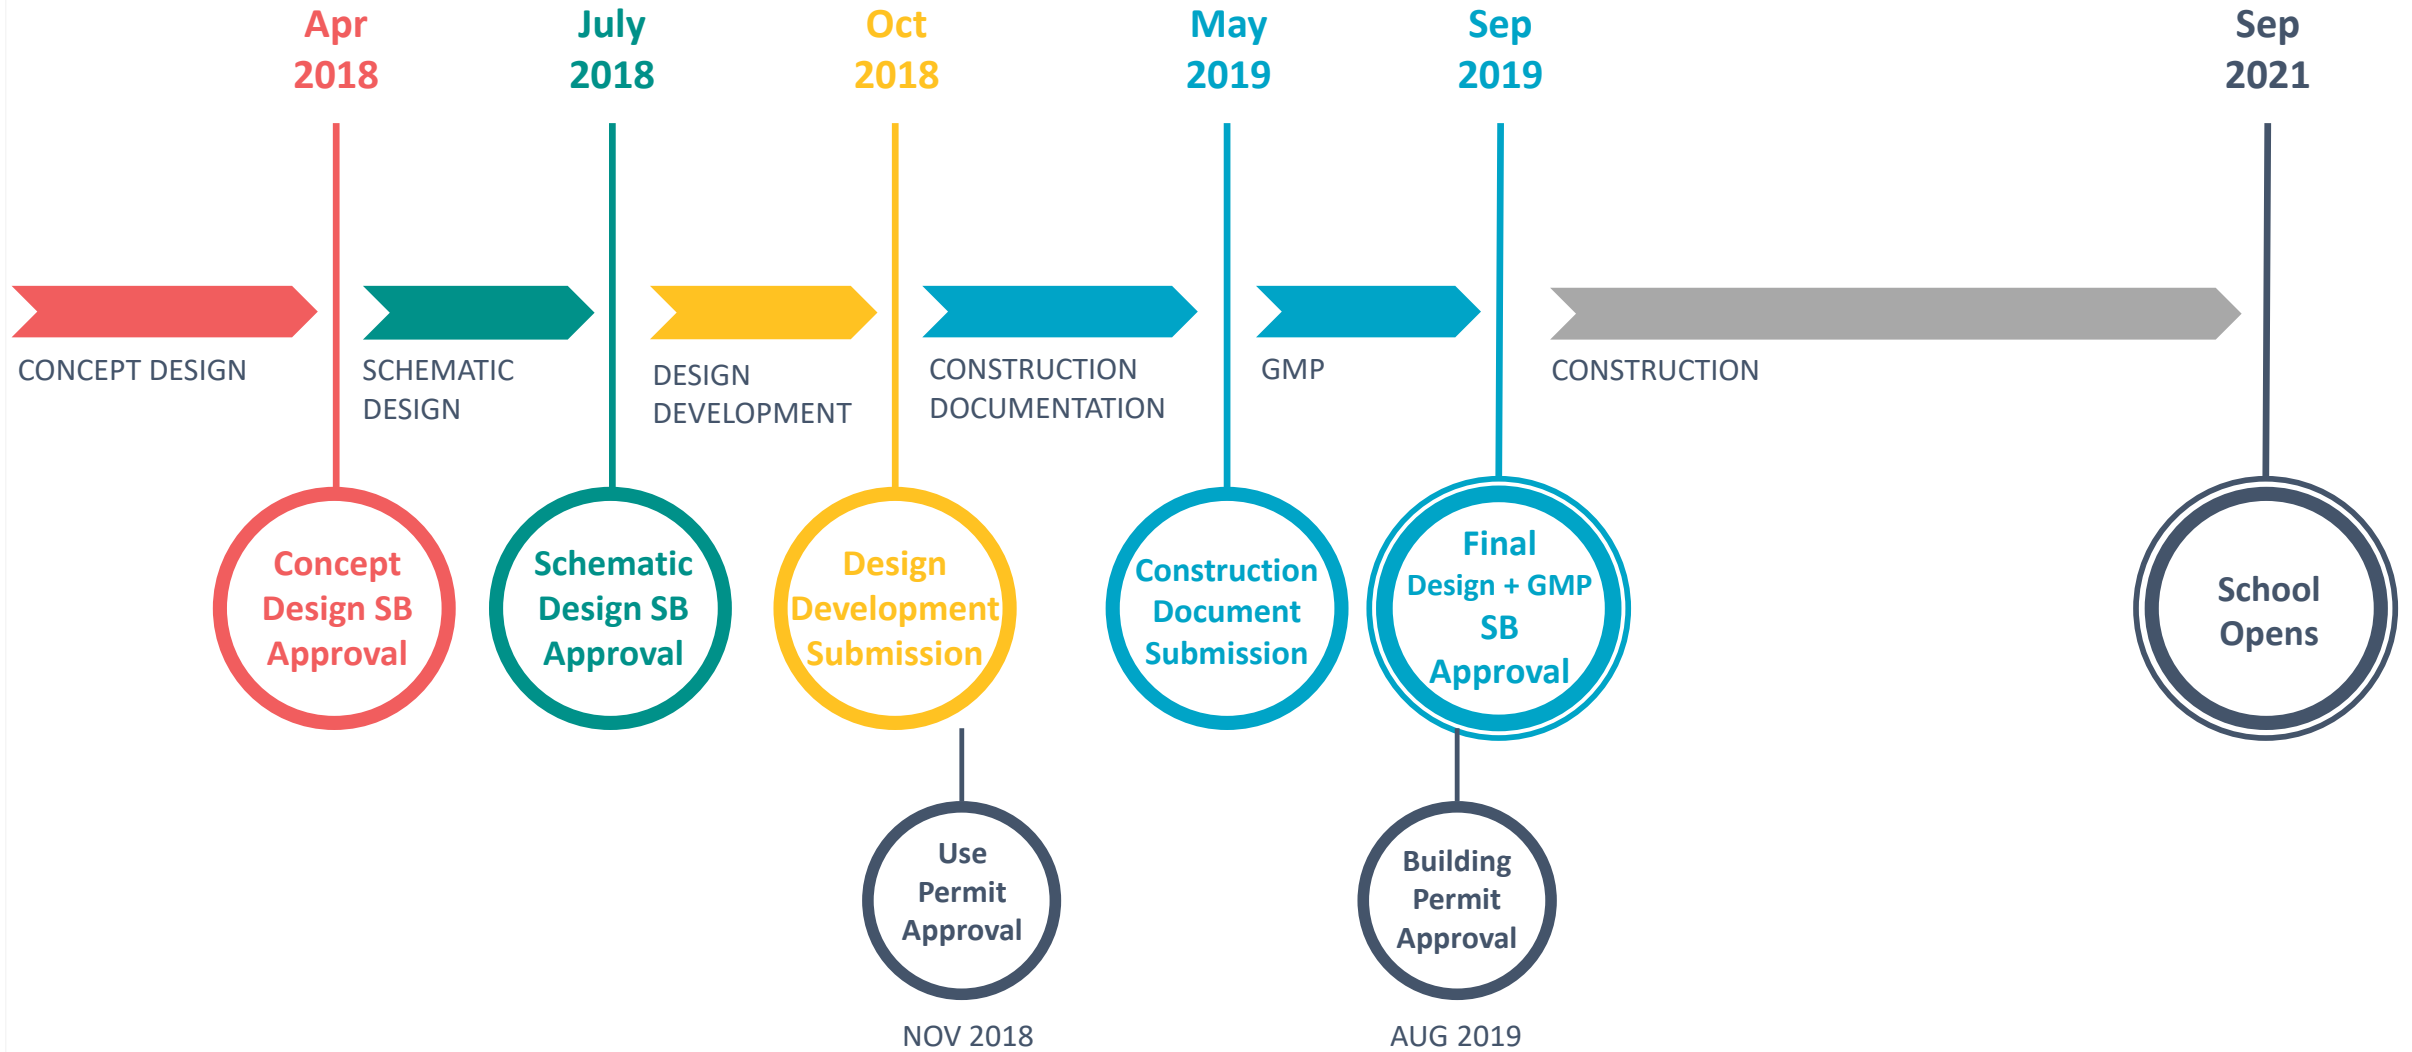 Apr
2018
July
2018
Oct
2018
May
2019
Sep
2019
Sep
2021
CONCEPT DESIGN
SCHEMATIC
DESIGN
DESIGN
DEVELOPMENT
CONSTRUCTION
DOCUMENTATION
GMP
CONSTRUCTION
Concept
Design SB
Approval
Schematic
Design SB
Approval
Design
Development
Submission
Construction
Document
Submission
Final
Design + GMP
SB
Approval
School
Opens
Use
Permit
Approval
NOV 2018
Building
Permit
Approval
AUG 2019